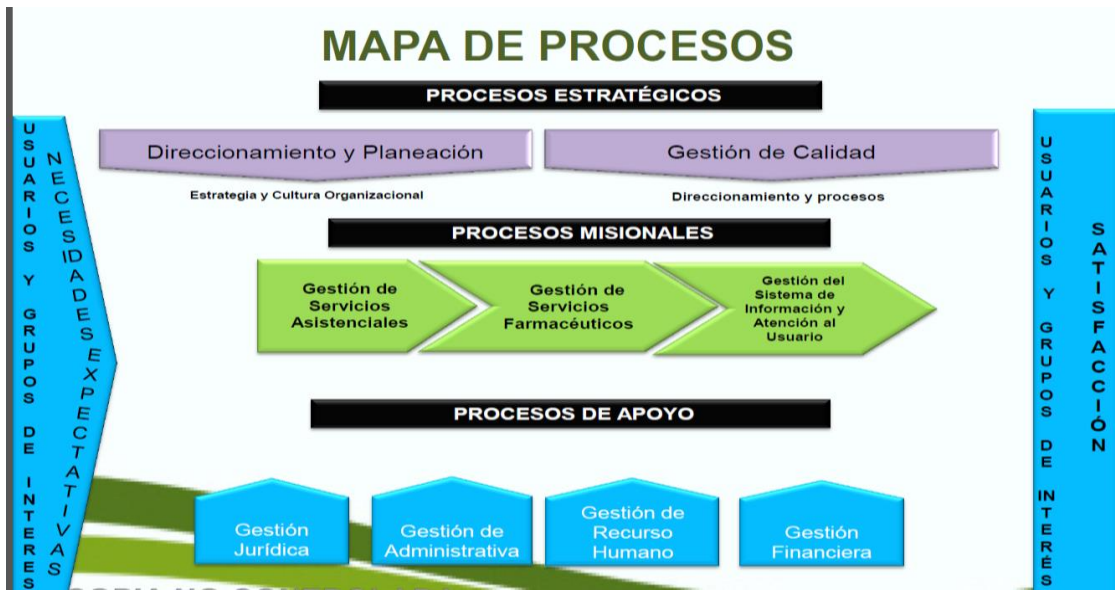 MAPA DE PROCESOS
PROCESOS ESTRATÉGICOS
USUARIOS Y GRUPOS DE INTERES
NECESIDADES EXPECTATIVAS
Direccionamiento y Planeación
Gestión de Calidad
Estrategia y Cultura Organizacional
Direccionamiento y procesos
PROCESOS MISIONALES
Gestión de
Servicios
Asistenciales
Gestión de
Servicios
Farmacéuticos
Gestión del
Sistema de
Información y
Atención al
Usuario
PROCESOS DE APOYO
Gestión
Jurídica
Gestión de
Administrativa
Gestión de
Recurso
Humano
Gestión
Financiera
USUARIOS Y GRUPOS DE INTERÉS
SATISFACCIÓN